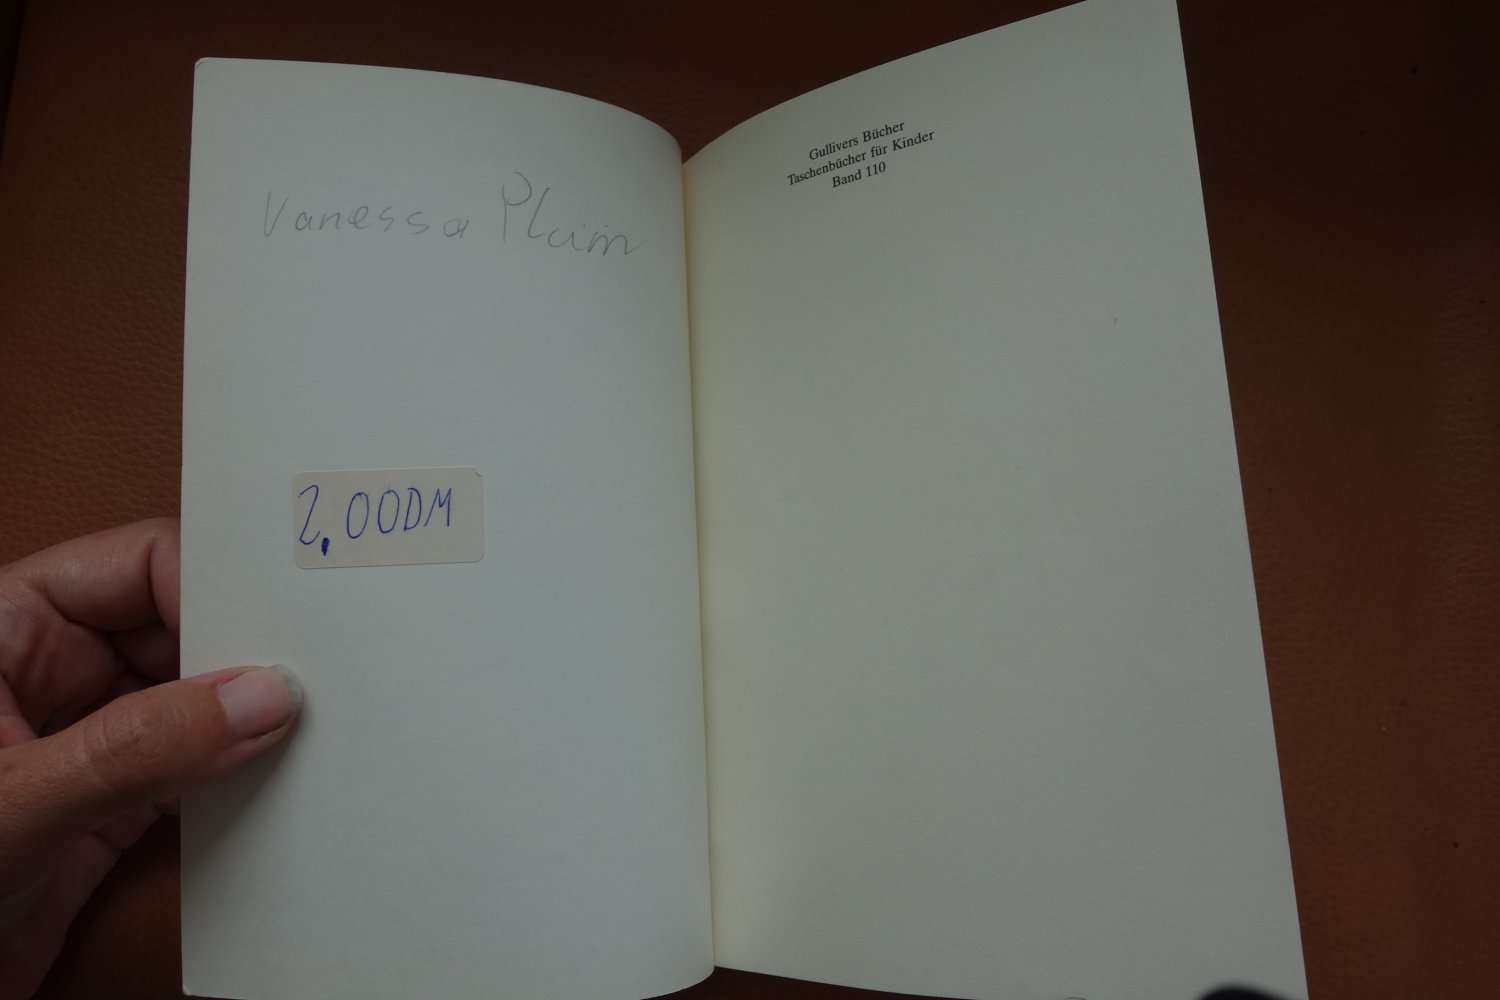 Vanessa Plum
2,00DM
Gullivers Bücher
Taschenbücher für Kinder
Band 110